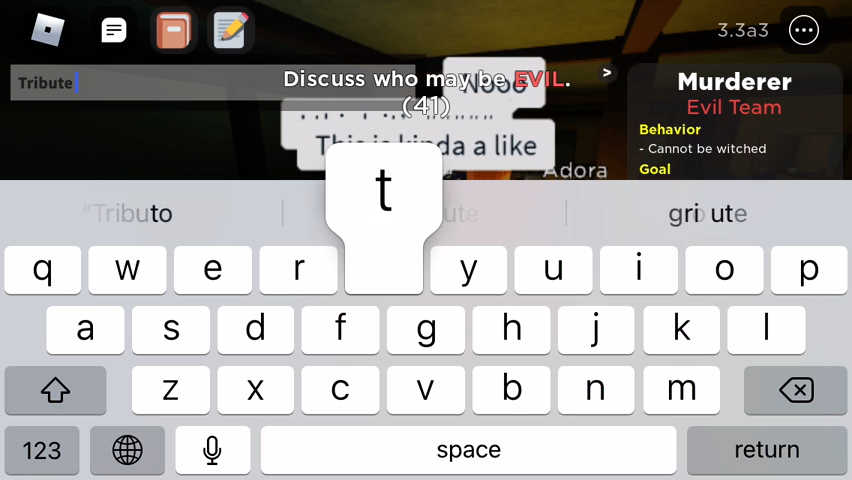 3.3a3
Tribute
Discuss who may be EVIL.
(41)
Nooo
This is kinda a like
Adora
>
Murderer
Evil Team
Behavior
- Cannot be witched
Goal
t
q w e r y u i o p
a s d f g h j k l
z x c v b n m
123 space return